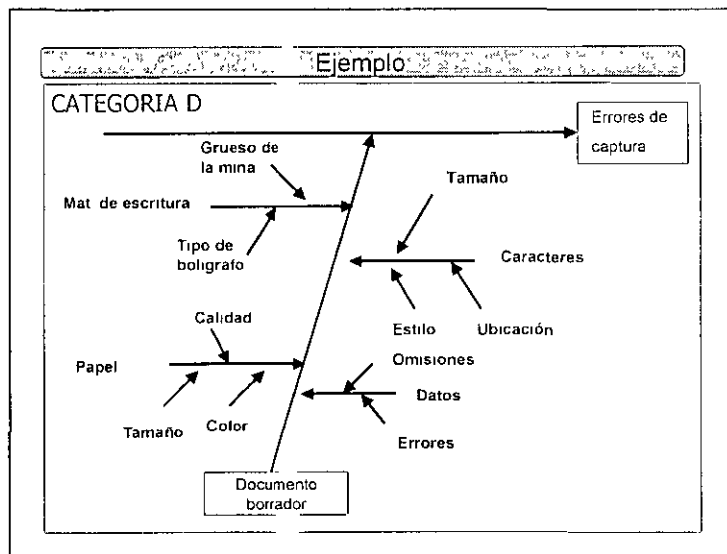 Ejemplo
CATEGORIA D
Errores de
captura
Grueso de
la mina
Tamaño
Mat. de escritura
Tipo de
boligrafo
Caracteres
Calidad
Estilo
Ubicación
Omisiones
Papel
Datos
Tamaño
Color
Errores
Documento
borrador